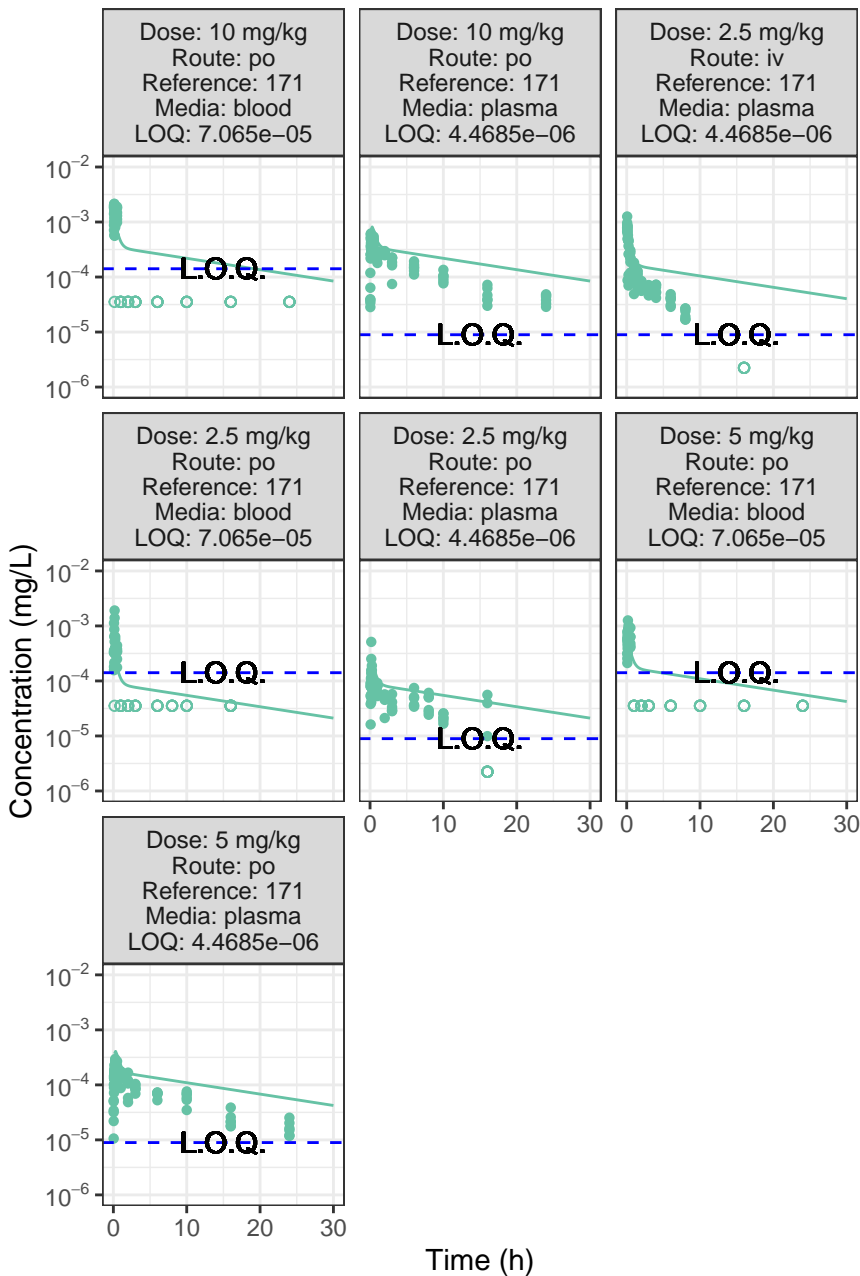 Dose: 10 mg/kg
Route: po
Reference: 171
Media: blood
LOQ: 7.065e−05
Dose: 10 mg/kg
Route: po
Reference: 171
Media: plasma
LOQ: 4.4685e−06
Dose: 2.5 mg/kg
Route: iv
Reference: 171
Media: plasma
LOQ: 4.4685e−06
10⁻²
10⁻³
10⁻⁴
10⁻⁵
10⁻⁶
L.O.Q.
L.O.Q.
L.O.Q.
Dose: 2.5 mg/kg
Route: po
Reference: 171
Media: blood
LOQ: 7.065e−05
Dose: 2.5 mg/kg
Route: po
Reference: 171
Media: plasma
LOQ: 4.4685e−06
Dose: 5 mg/kg
Route: po
Reference: 171
Media: blood
LOQ: 7.065e−05
Concentration (mg/L)
10⁻²
10⁻³
10⁻⁴
10⁻⁵
10⁻⁶
L.O.Q.
L.O.Q.
L.O.Q.
0 10 20 30
0 10 20 30
Dose: 5 mg/kg
Route: po
Reference: 171
Media: plasma
LOQ: 4.4685e−06
10⁻²
10⁻³
10⁻⁴
10⁻⁵
10⁻⁶
L.O.Q.
0 10 20 30
Time (h)